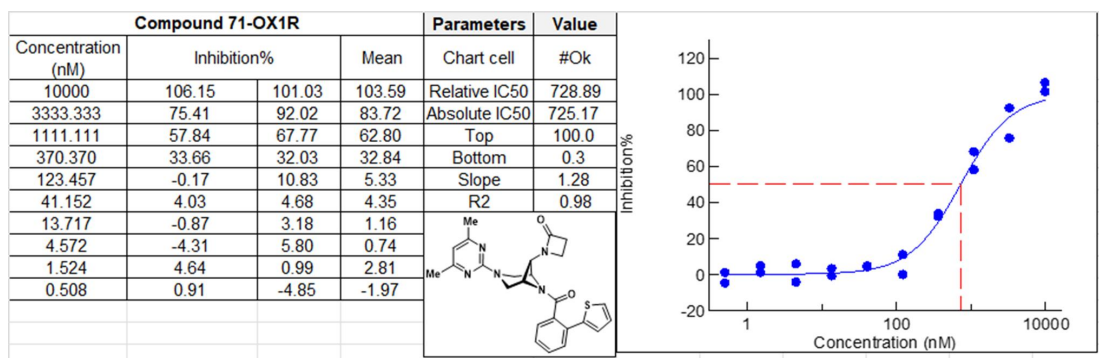 Compound 71-OX1R Parameters Value
Concentration (nM) Inhibition% Mean Chart cell #Ok
10000 106.15 101.03 103.59 Relative IC50 728.89
3333.333 75.41 92.02 83.72 Absolute IC50 725.17
1111.111 57.84 67.77 62.80 Top 100.0
370.370 33.66 32.03 32.84 Bottom 0.3
123.457 -0.17 10.83 5.33 Slope 1.28
41.152 4.03 4.68 4.35 R2 0.98
13.717 -0.87 3.18 1.16
4.572 -4.31 5.80 0.74
1.524 4.64 0.99 2.81
0.508 0.91 -4.85 -1.97
Me
O
N
N
Me
N
N
N
O
S
Inhibition%
120
100
80
60
40
20
0
-20
1 100 10000
Concentration (nM)